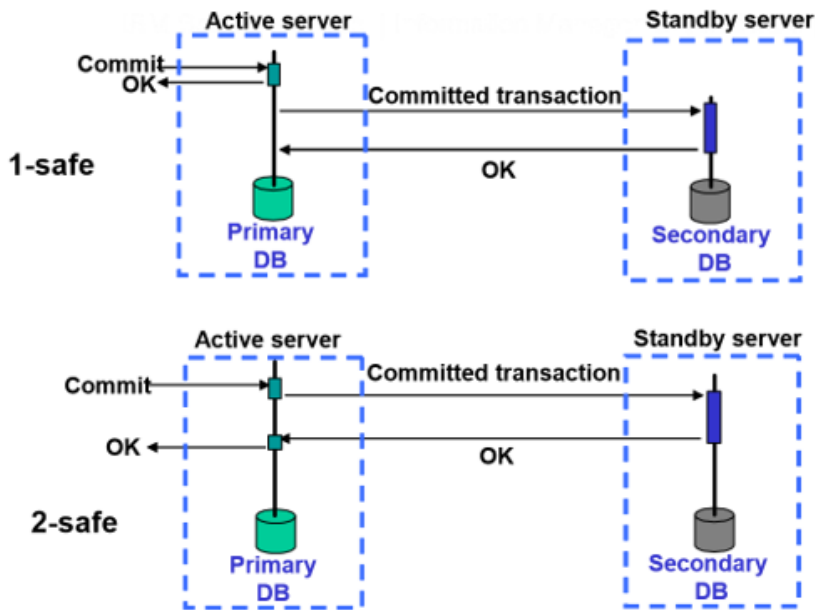 Active server
Standby server
Commit
OK
Committed transaction
OK
1-safe
Primary
DB
Secondary
DB
Active server
Standby server
Commit
Committed transaction
OK
OK
2-safe
Primary
DB
Secondary
DB